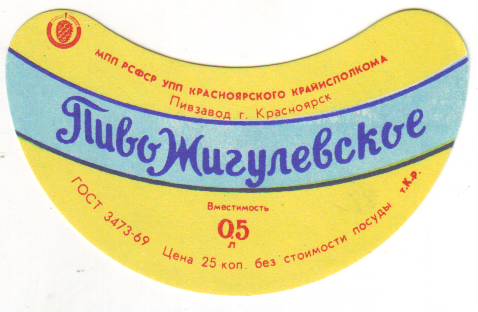 МПП РСФСР УПП КРАСНОЯРСКОГО КРАЙИСПОЛКОМА
Пивзавод г. Красноярск
Пиво Жигулевское
Вместимость
0,5
л
ГОСТ 3473-69
Цена 25 коп. без стоимости посуды
т.К.р.